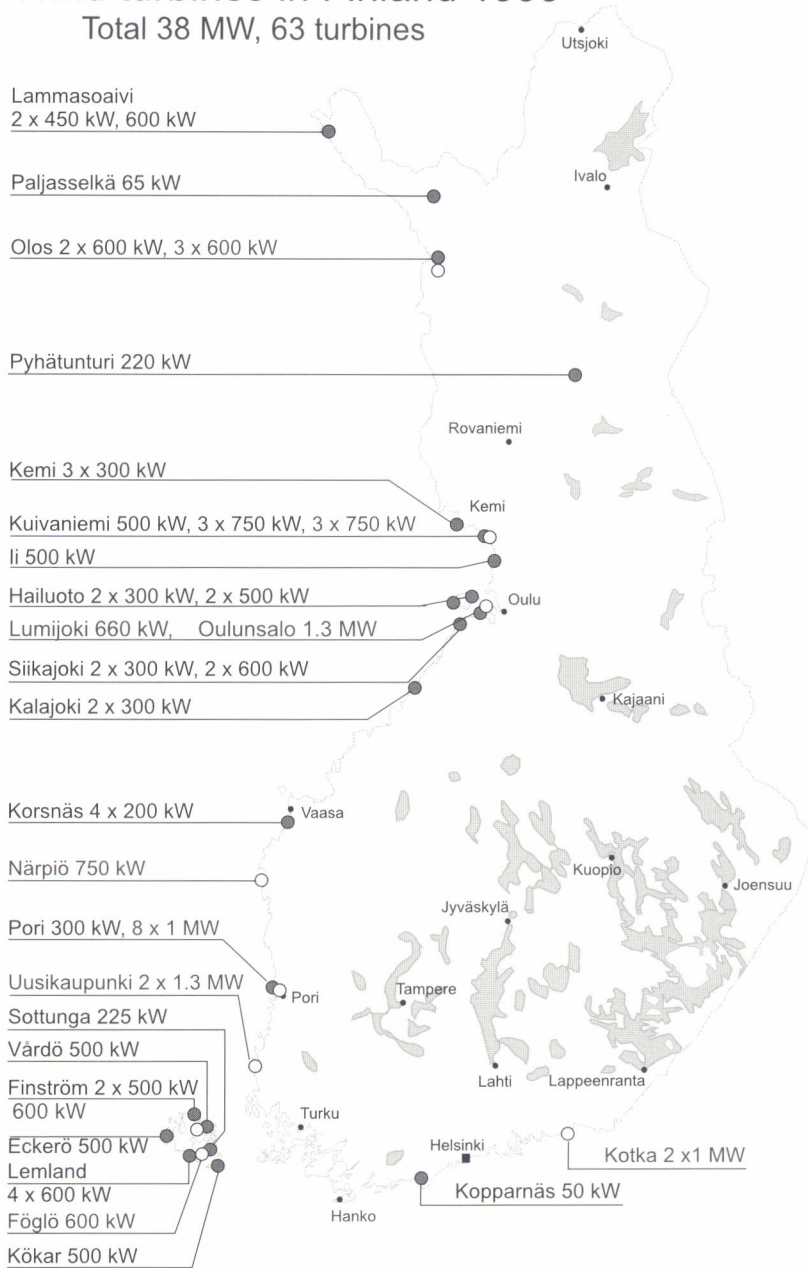 Total 38 MW, 63 turbines
Utsjoki
Lammasoaivi
2 x 450 kW, 600 kW
Paljasselkä 65 kW
Ivalo
Olos 2 x 600 kW, 3 x 600 kW
Pyhätunturi 220 kW
Rovaniemi
Kemi 3 x 300 kW
Kemi
Kuivaniemi 500 kW, 3 x 750 kW, 3 x 750 kW
Ii 500 kW
Hailuoto 2 x 300 kW, 2 x 500 kW
Oulu
Lumijoki 660 kW, Oulunsalo 1.3 MW
Siikajoki 2 x 300 kW, 2 x 600 kW
Kajaani
Kalajoki 2 x 300 kW
Korsnäs 4 x 200 kW
Vaasa
Närpiö 750 kW
Kuopio
Joensuu
Jyväskylä
Pori 300 kW, 8 x 1 MW
Uusikaupunki 2 x 1.3 MW
Pori
Tampere
Sottunga 225 kW
Vårdö 500 kW
Lahti
Lappeenranta
Finström 2 x 500 kW
600 kW
Turku
Eckerö 500 kW
Helsinki
Kotka 2 x1 MW
Lemland
4 x 600 kW
Kopparnäs 50 kW
Hanko
Föglö 600 kW
Kökar 500 kW